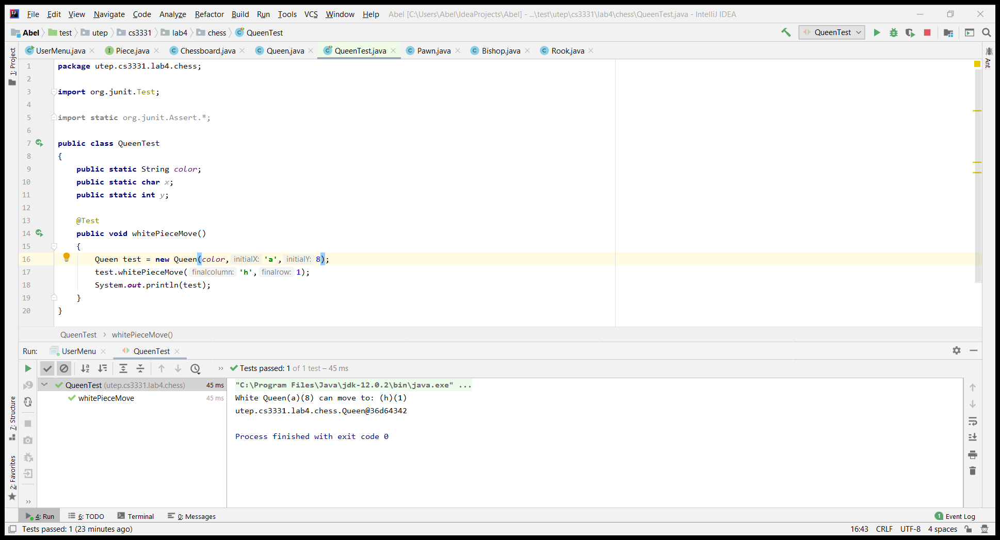 File Edit View Navigate Code Analyze Refactor Build Run Tools VCS Window Help Abel [C:\Users\Abel\IdeaProjects\Abel] - ...\test\utep\cs3331\lab4\chess\QueenTest.java - IntelliJ IDEA
Abel test utep cs3331 lab4 chess QueenTest QueenTest
UserMenu.java Piece.java Chessboard.java Queen.java QueenTest.java Pawn.java Bishop.java Rook.java
1: Project
Ant
1 package utep.cs3331.lab4.chess;
2
3 import org.junit.Test;
4
5 import static org.junit.Assert.*;
6
7 public class QueenTest
8 {
9 public static String color;
10 public static char x;
11 public static int y;
12
13 @Test
14 public void whitePieceMove()
15 {
16 Queen test = new Queen(color, initialX: 'a', initialY: 8);
17 test.whitePieceMove( finalcolumn: 'h', finalrow: 1);
18 System.out.println(test);
19 }
20 }
QueenTest › whitePieceMove()
Run: UserMenu QueenTest
» Tests passed: 1 of 1 test – 45 ms
QueenTest (utep.cs3331.lab4.chess) 45 ms
whitePieceMove 45 ms
"C:\Program Files\Java\jdk-12.0.2\bin\java.exe" ...
White Queen(a)(8) can move to: (h)(1)
utep.cs3331.lab4.chess.Queen@36d64342
Process finished with exit code 0
7: Structure
2: Favorites
»
4: Run 6: TODO Terminal 0: Messages 1 Event Log
Tests passed: 1 (23 minutes ago) 16:43 CRLF UTF-8 4 spaces